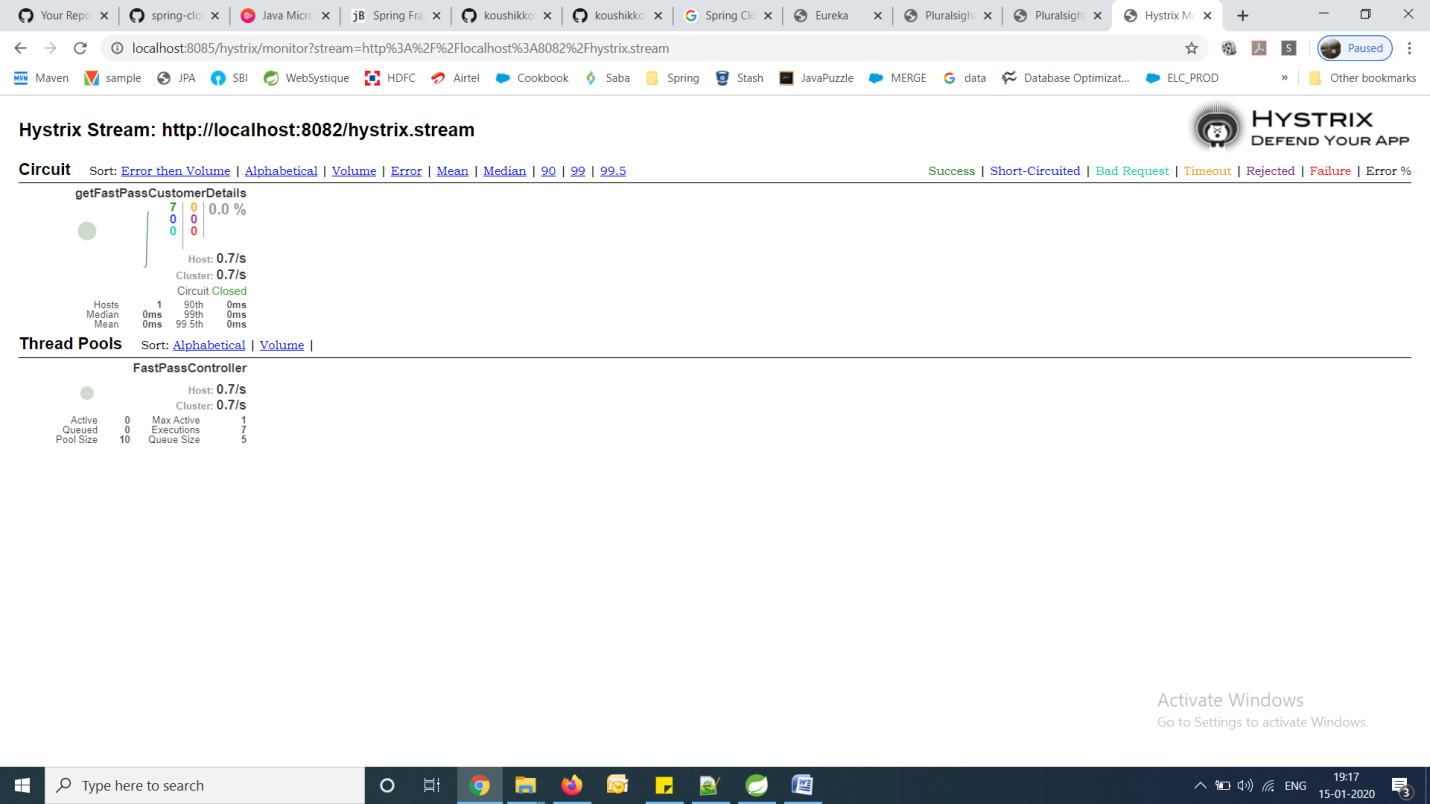 Your Repo
spring-clo
Java Micro
Spring Fra
koushikko
koushikko
Spring Clo
Eureka
Pluralsight
Pluralsight
Hystrix Mo
localhost:8085/hystrix/monitor?stream=http%3A%2F%2Flocalhost%3A8082%2Fhystrix.stream
Paused
Maven sample JPA SBI WebSystique HDFC Airtel Cookbook Saba Spring Stash JavaPuzzle MERGE data Database Optimizat... ELC_PROD » Other bookmarks
Hystrix Stream: http://localhost:8082/hystrix.stream
HYSTRIX
DEFEND YOUR APP
Circuit Sort: Error then Volume | Alphabetical | Volume | Error | Mean | Median | 90 | 99 | 99.5
Success | Short-Circuited | Bad Request | Timeout | Rejected | Failure | Error %
getFastPassCustomerDetails
7 0 0.0 %
0 0
0 0
Host: 0.7/s
Cluster: 0.7/s
Circuit Closed
Hosts 1 90th 0ms
Median 0ms 99th 0ms
Mean 0ms 99.5th 0ms
Thread Pools Sort: Alphabetical | Volume |
FastPassController
Host: 0.7/s
Cluster: 0.7/s
Active 0 Max Active 1
Queued 0 Executions 7
Pool Size 10 Queue Size 5
Activate Windows
Go to Settings to activate Windows.
Type here to search
ENG
19:17
15-01-2020
3